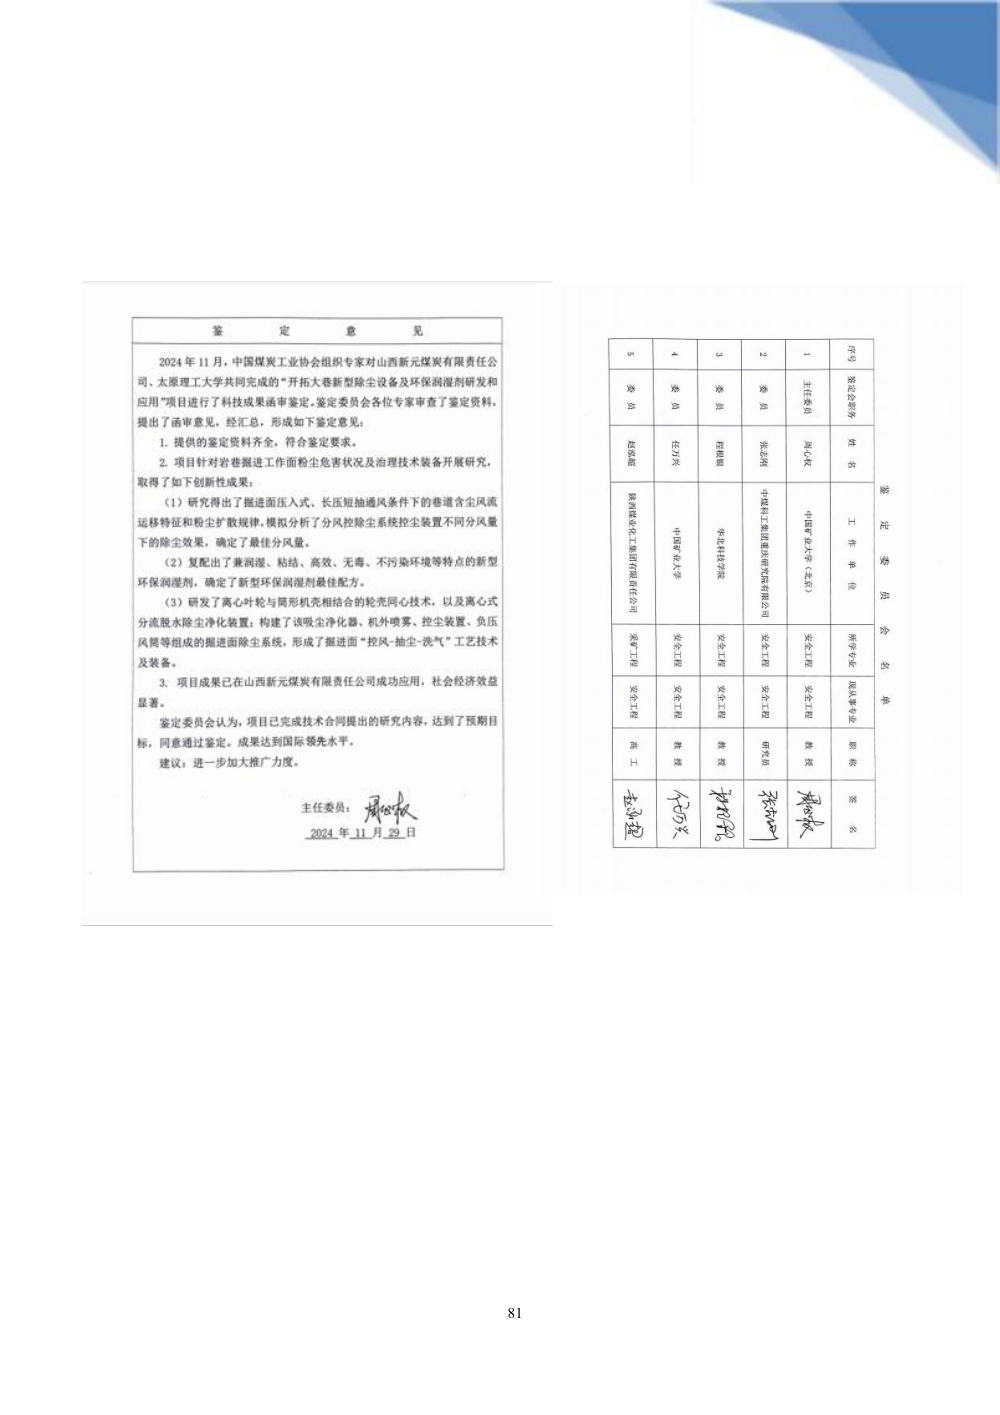 鉴 定 意 见
2024 年 11 月，中国煤炭工业协会组织专家对山西新元煤炭有限责任公
司、太原理工大学共同完成的“开拓大巷新型除尘设备及环保润湿剂研发和
应用”项目进行了科技成果函审鉴定。鉴定委员会各位专家审查了鉴定资料，
提出了函审意见，经汇总，形成如下鉴定意见：
1. 提供的鉴定资料齐全，符合鉴定要求。
2. 项目针对岩巷掘进工作面粉尘危害状况及治理技术装备开展研究，
取得了如下创新性成果：
（1）研究得出了掘进面压入式、长压短抽通风条件下的巷道含尘风流
运移特征和粉尘扩散规律，模拟分析了分风控除尘系统控尘装置不同分风量
下的除尘效果，确定了最佳分风量。
（2）复配出了兼润湿、粘结、高效、无毒、不污染环境等特点的新型
环保润湿剂，确定了新型环保润湿剂最佳配方。
（3）研发了离心叶轮与筒形机壳相结合的轮壳同心技术，以及离心式
分流脱水除尘净化装置；构建了该吸尘净化器、机外喷雾、控尘装置、负压
风筒等组成的掘进面除尘系统，形成了掘进面“控风-抽尘-洗气”工艺技术
及装备。
3. 项目成果已在山西新元煤炭有限责任公司成功应用，社会经济效益
显著。
鉴定委员会认为，项目已完成技术合同提出的研究内容，达到了预期目
标，同意通过鉴定。成果达到国际领先水平。
建议：进一步加大推广力度。
主任委员： 周心权
2024 年 11 月 29 日
鉴 定 委 员 会 名 单
序号 鉴定会职务 姓 名 工 作 单 位 所学专业 现从事专业 职 称 签 名
1 主任委员 周心权 中国矿业大学（北京） 安全工程 安全工程 教 授 周心权
2 委 员 张志刚 中煤科工集团重庆研究院有限公司 安全工程 安全工程 研究员 张志刚
3 委 员 程根银 华北科技学院 安全工程 安全工程 教 授 程根银
4 委 员 任万兴 中国矿业大学 安全工程 安全工程 教 授 任万兴
5 委 员 赵泓超 陕西煤业化工集团有限责任公司 采矿工程 安全工程 高 工 赵泓超
81